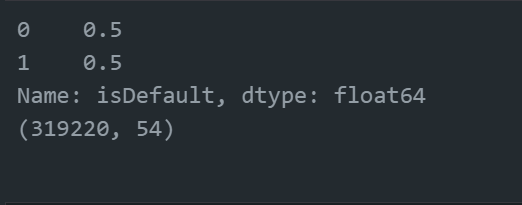 0    0.5
1    0.5
Name: isDefault, dtype: float64
(319220, 54)